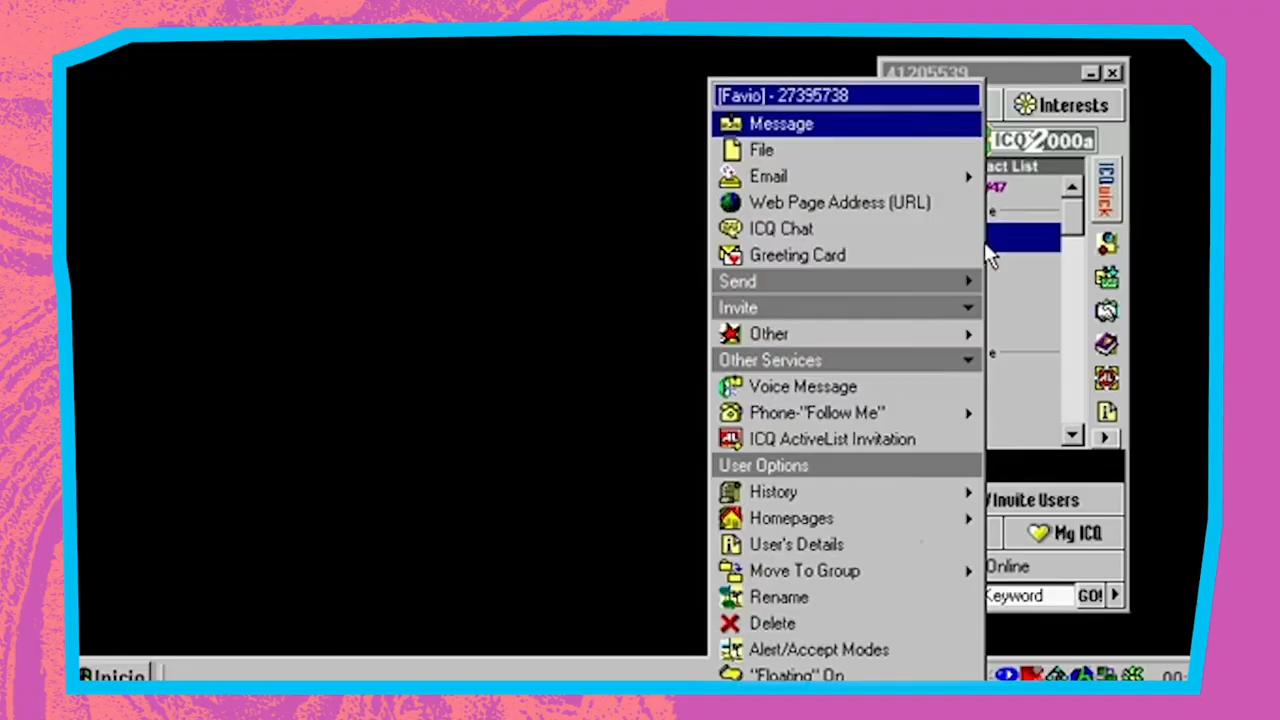 41205539
[Favio] - 27395738
Interests
Message
ICQ 2000a
File
act List
Email
Web Page Address (URL)
ICQ Chat
Greeting Card
ICQuick
Send
Invite
Other
Other Services
Voice Message
Phone-"Follow Me"
ICQ ActiveList Invitation
User Options
History
/Invite Users
Homepages
My ICQ
User's Details
Move To Group
Online
Rename
Keyword
GO!
Delete
Alert/Accept Modes
"Floating" On
Inicio